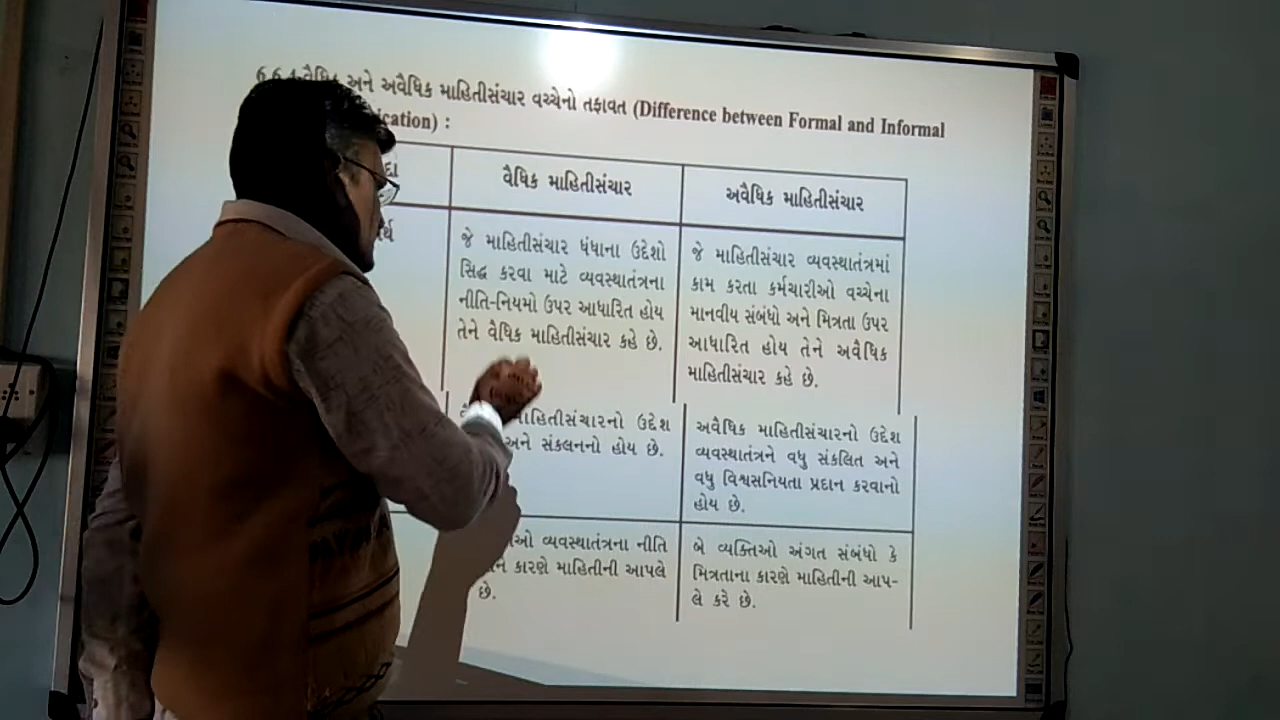 6.6.4 વૈધિક અને અવૈધિક માહિતીસંચાર વચ્ચેનો તફાવત (Difference between Formal and Informal
વૈધિક માહિતીસંચાર
અવૈધિક માહિતીસંચાર
જે માહિતીસંચાર ધંધાના ઉદેશો
સિદ્ધ કરવા માટે વ્યવસ્થાતંત્રના
નીતિ-નિયમો ઉપર આધારિત હોય
તેને વૈધિક માહિતીસંચાર કહે છે.
જે માહિતીસંચાર વ્યવસ્થાતંત્રમાં
કામ કરતા કર્મચારીઓ વચ્ચેના
માનવીય સંબંધો અને મિત્રતા ઉપર
આધારિત હોય તેને અવૈધિક
માહિતીસંચાર કહે છે.
માહિતીસંચારનો ઉદેશ
અને સંકલનનો હોય છે.
અવૈધિક માહિતીસંચારનો ઉદેશ
વ્યવસ્થાતંત્રને વધુ સંકલિત અને
વધુ વિશ્વસનિયતા પ્રદાન કરવાનો
હોય છે.
વ્યવસ્થાતંત્રના નીતિ
કારણે માહિતીની આપલે
છે.
બે વ્યક્તિઓ અંગત સંબંધો કે
મિત્રતાના કારણે માહિતીની આપ-
લે કરે છે.